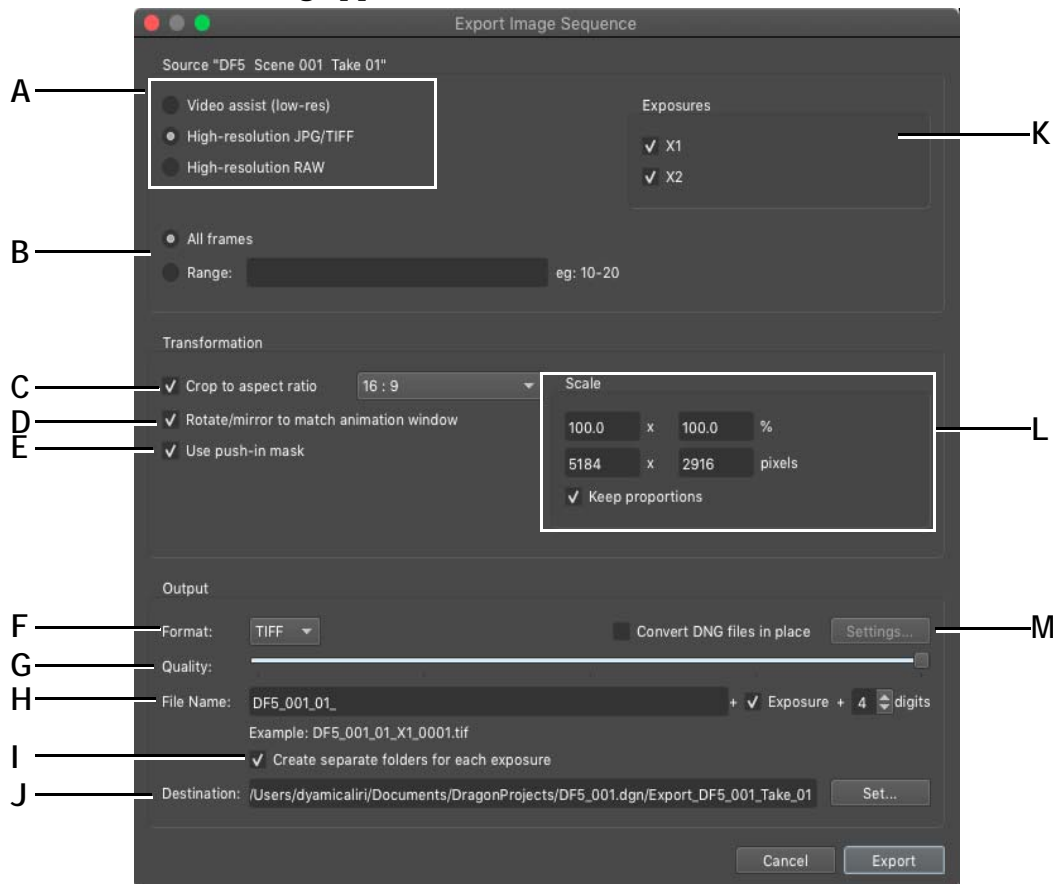 Export Image Sequence
Source "DF5 Scene 001 Take 01"
A
Video assist (low-res)
High-resolution JPG/TIFF
High-resolution RAW
Exposures
X1
X2
K
B
All frames
Range:
eg: 10-20
Transformation
C
Crop to aspect ratio
16 : 9
D
Rotate/mirror to match animation window
E
Use push-in mask
Scale
100.0 x 100.0 %
5184 x 2916 pixels
Keep proportions
L
Output
F
Format:
TIFF
Convert DNG files in place
Settings...
M
G
Quality:
H
File Name:
DF5_001_01_
+ Exposure + 4 digits
Example: DF5_001_01_X1_0001.tif
I
Create separate folders for each exposure
J
Destination:
/Users/dyamicaliri/Documents/DragonProjects/DF5_001.dgn/Export_DF5_001_Take_01
Set...
Cancel
Export